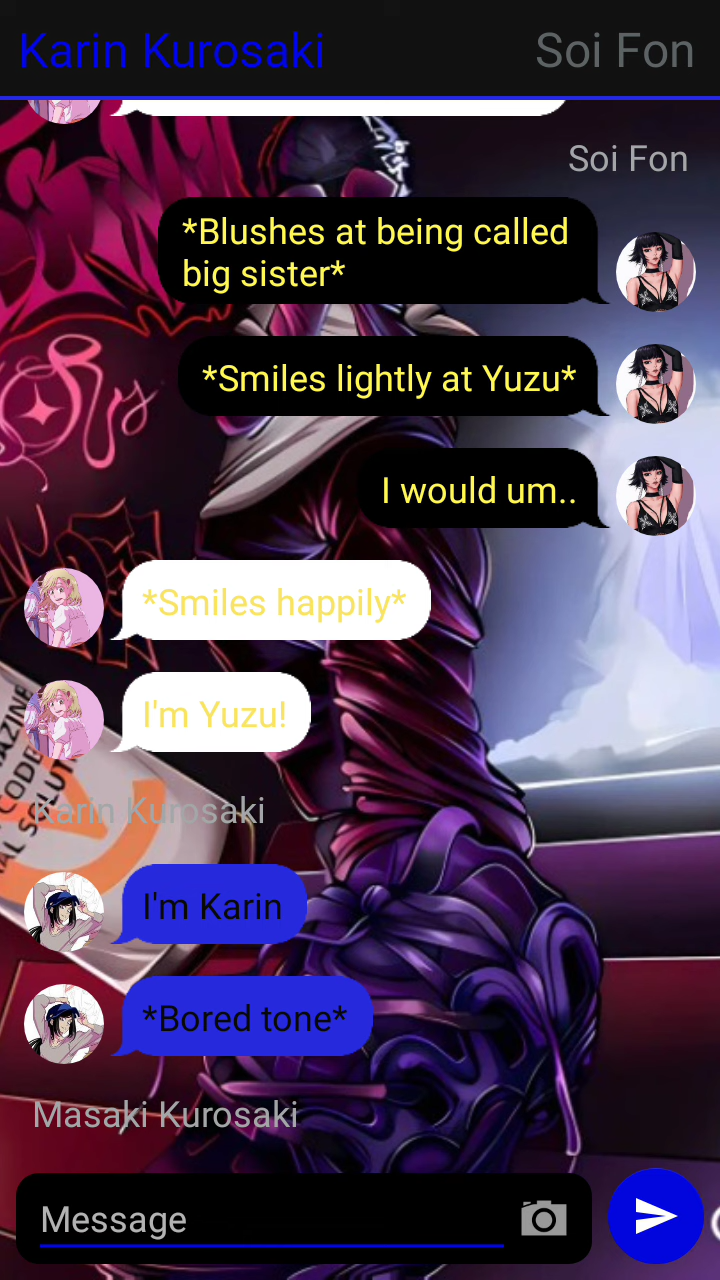 Karin Kurosaki
Soi Fon
Soi Fon
*Blushes at being called
big sister*
*Smiles lightly at Yuzu*
I would um..
*Smiles happily*
I'm Yuzu!
Karin Kurosaki
I'm Karin
*Bored tone*
Masaki Kurosaki
Message